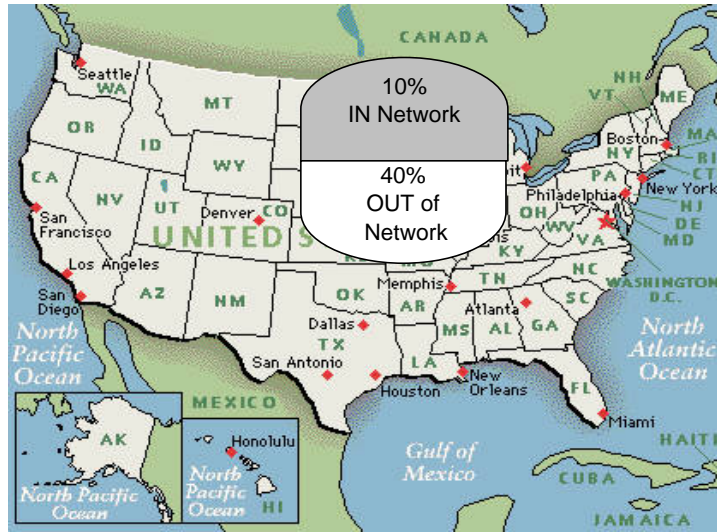 CANADA
Seattle
WA
MT
OR
ID
WY
CA
NV
UT
Denver
CO
UNITED S
San
Francisco
Los Angeles
San
Diego
AZ
NM
OK
Dallas
TX
San Antonio
Houston
10%
IN Network
40%
OUT of
Network
NH
VT
ME
Boston
MA
NY
RI
CT
PA
New York
Philadelphia
NJ
OH
DE
MD
WV
VA
KY
WASHINGTON
D.C.
NC
TN
Memphis
AR
SC
Atlanta
MS
AL
GA
LA
New
Orleans
FL
Miami
North
Pacific
Ocean
North
Atlantic
Ocean
MEXICO
Gulf of
Mexico
CUBA
HAITI
JAMAICA
AK
North Pacific
Ocean
Honolulu
North
Pacific
Ocean
HI